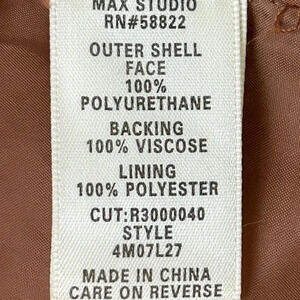 MAX STUDIO
RN#58822
OUTER SHELL
FACE
100%
POLYURETHANE
BACKING
100% VISCOSE
LINING
100% POLYESTER
CUT:R3000040
STYLE
4M07L27
MADE IN CHINA
CARE ON REVERSE